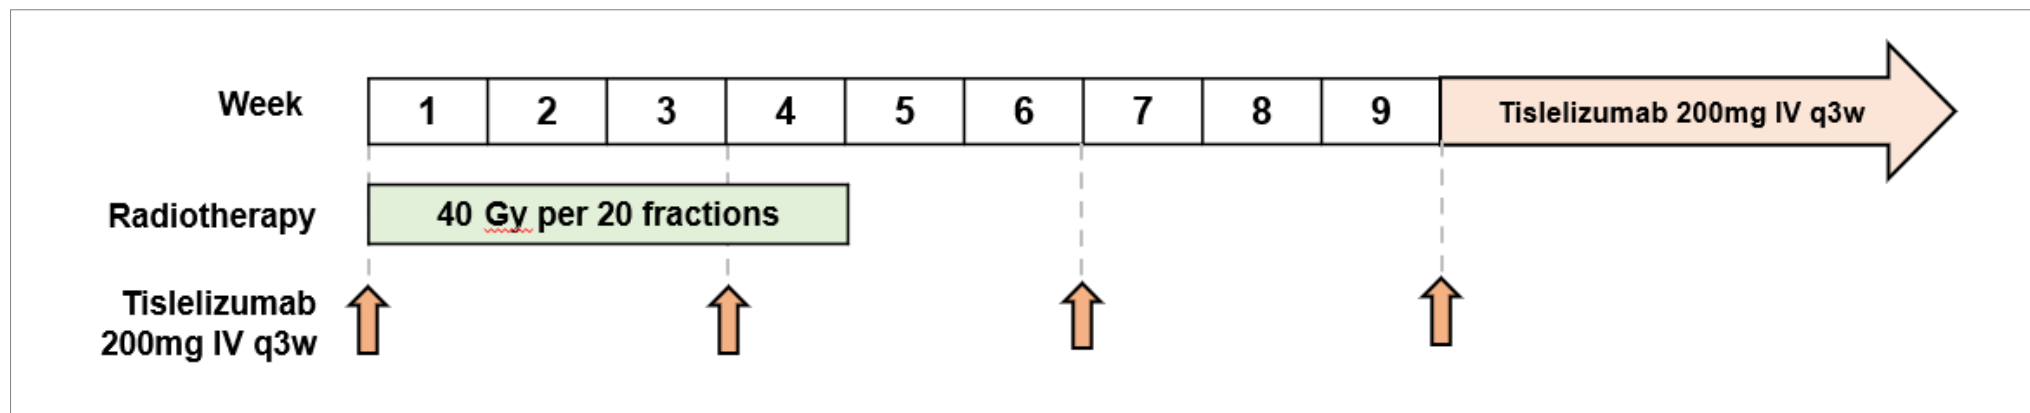 Week
1 2 3 4 5 6 7 8 9
Tislelizumab 200mg IV q3w
Radiotherapy
40 Gy per 20 fractions
Tislelizumab
200mg IV q3w